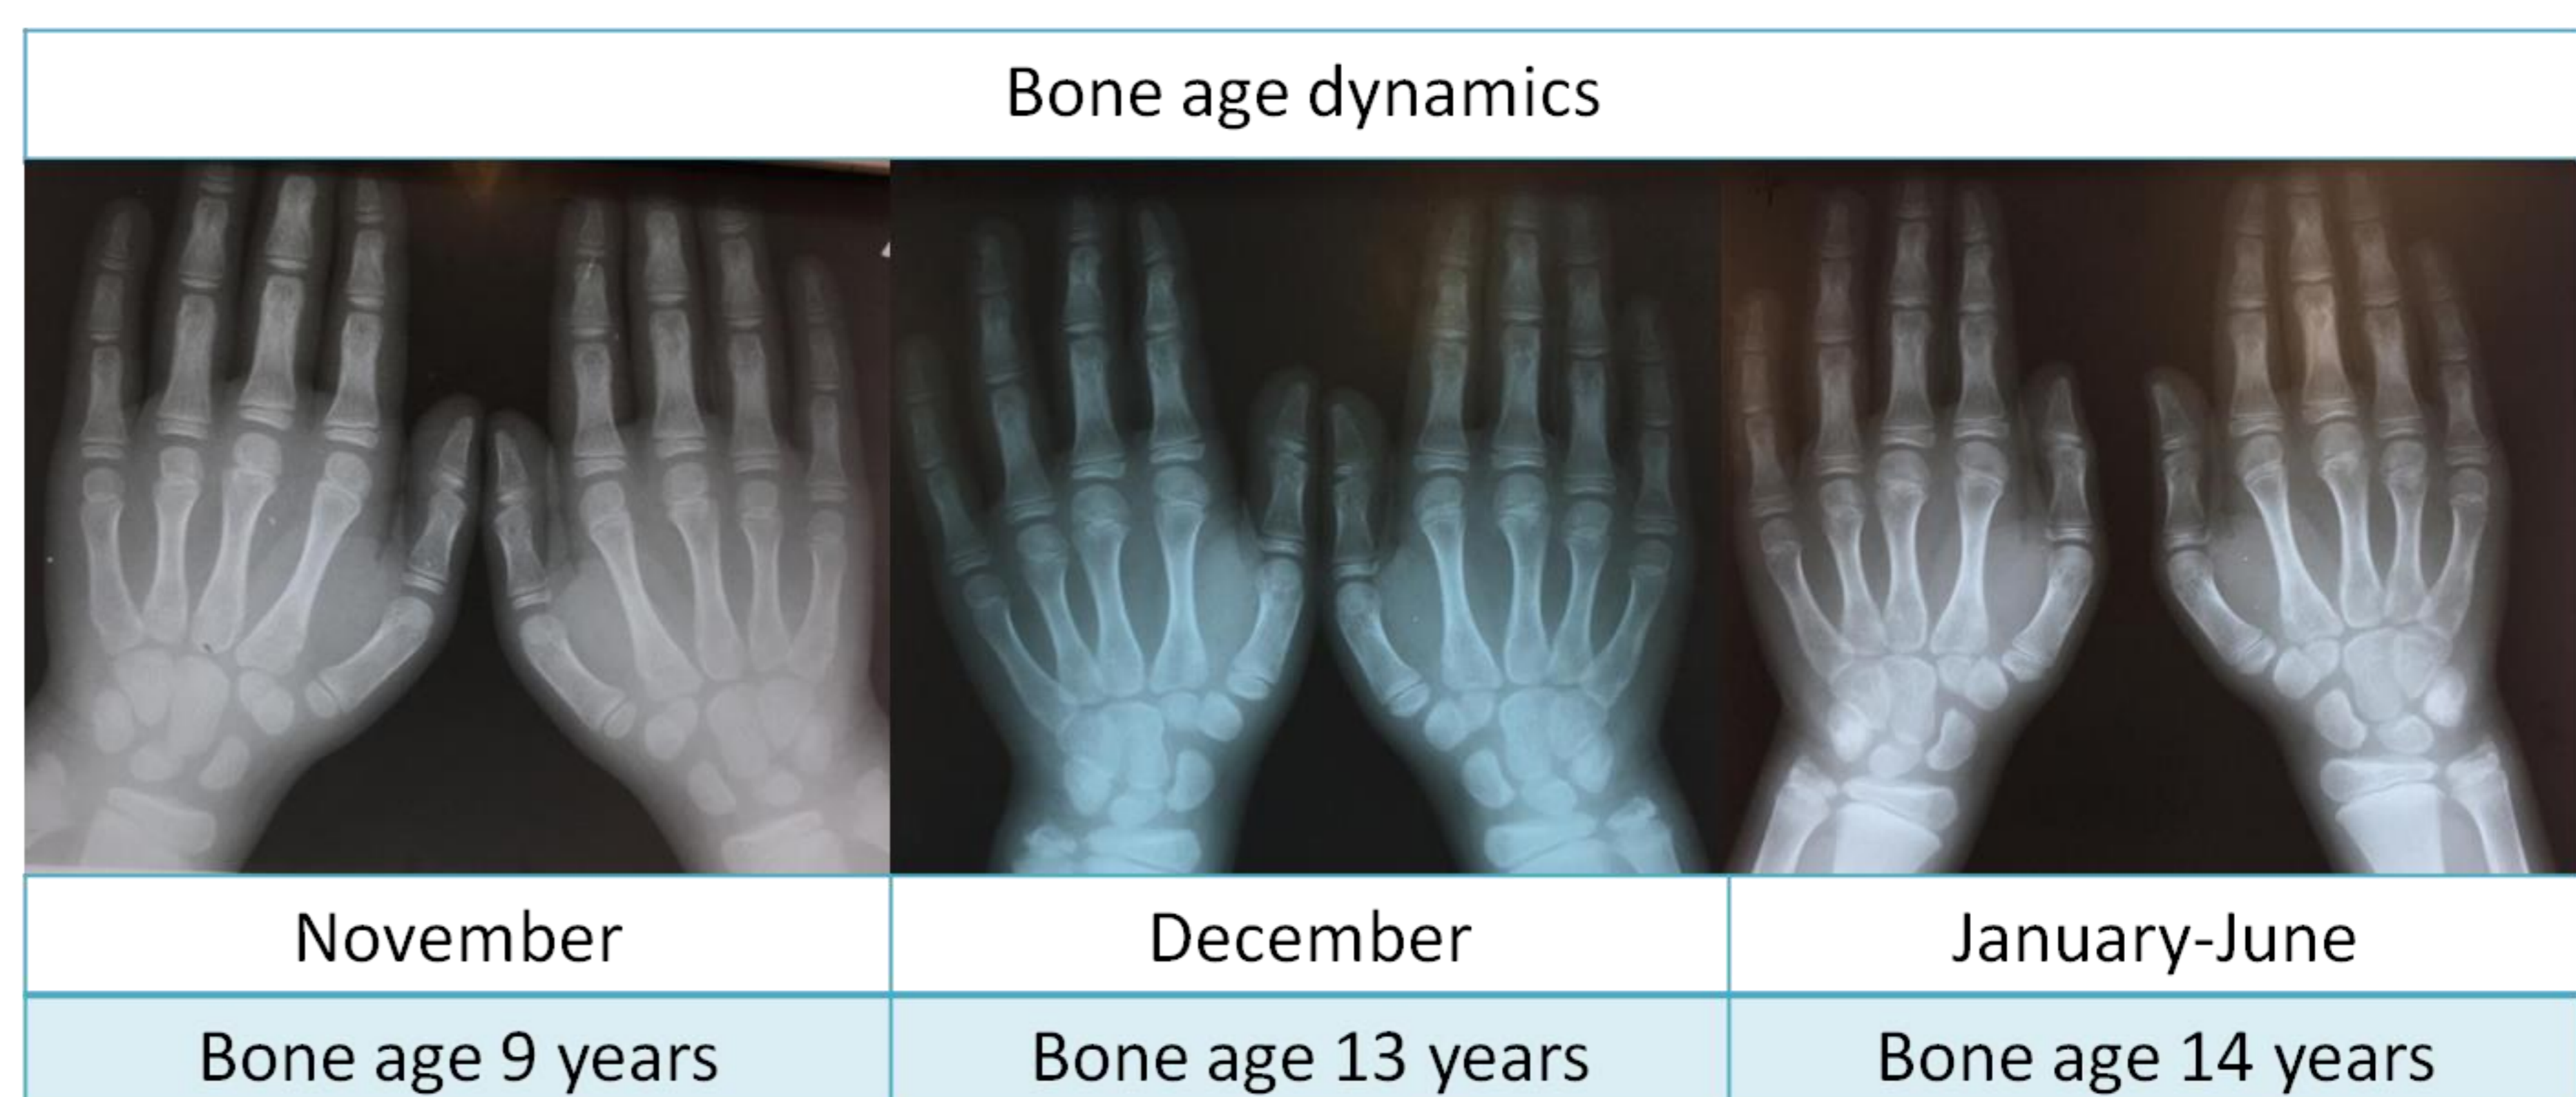 Bone age dynamics
November
December
January-June
Bone age 9 years
Bone age 13 years
Bone age 14 years